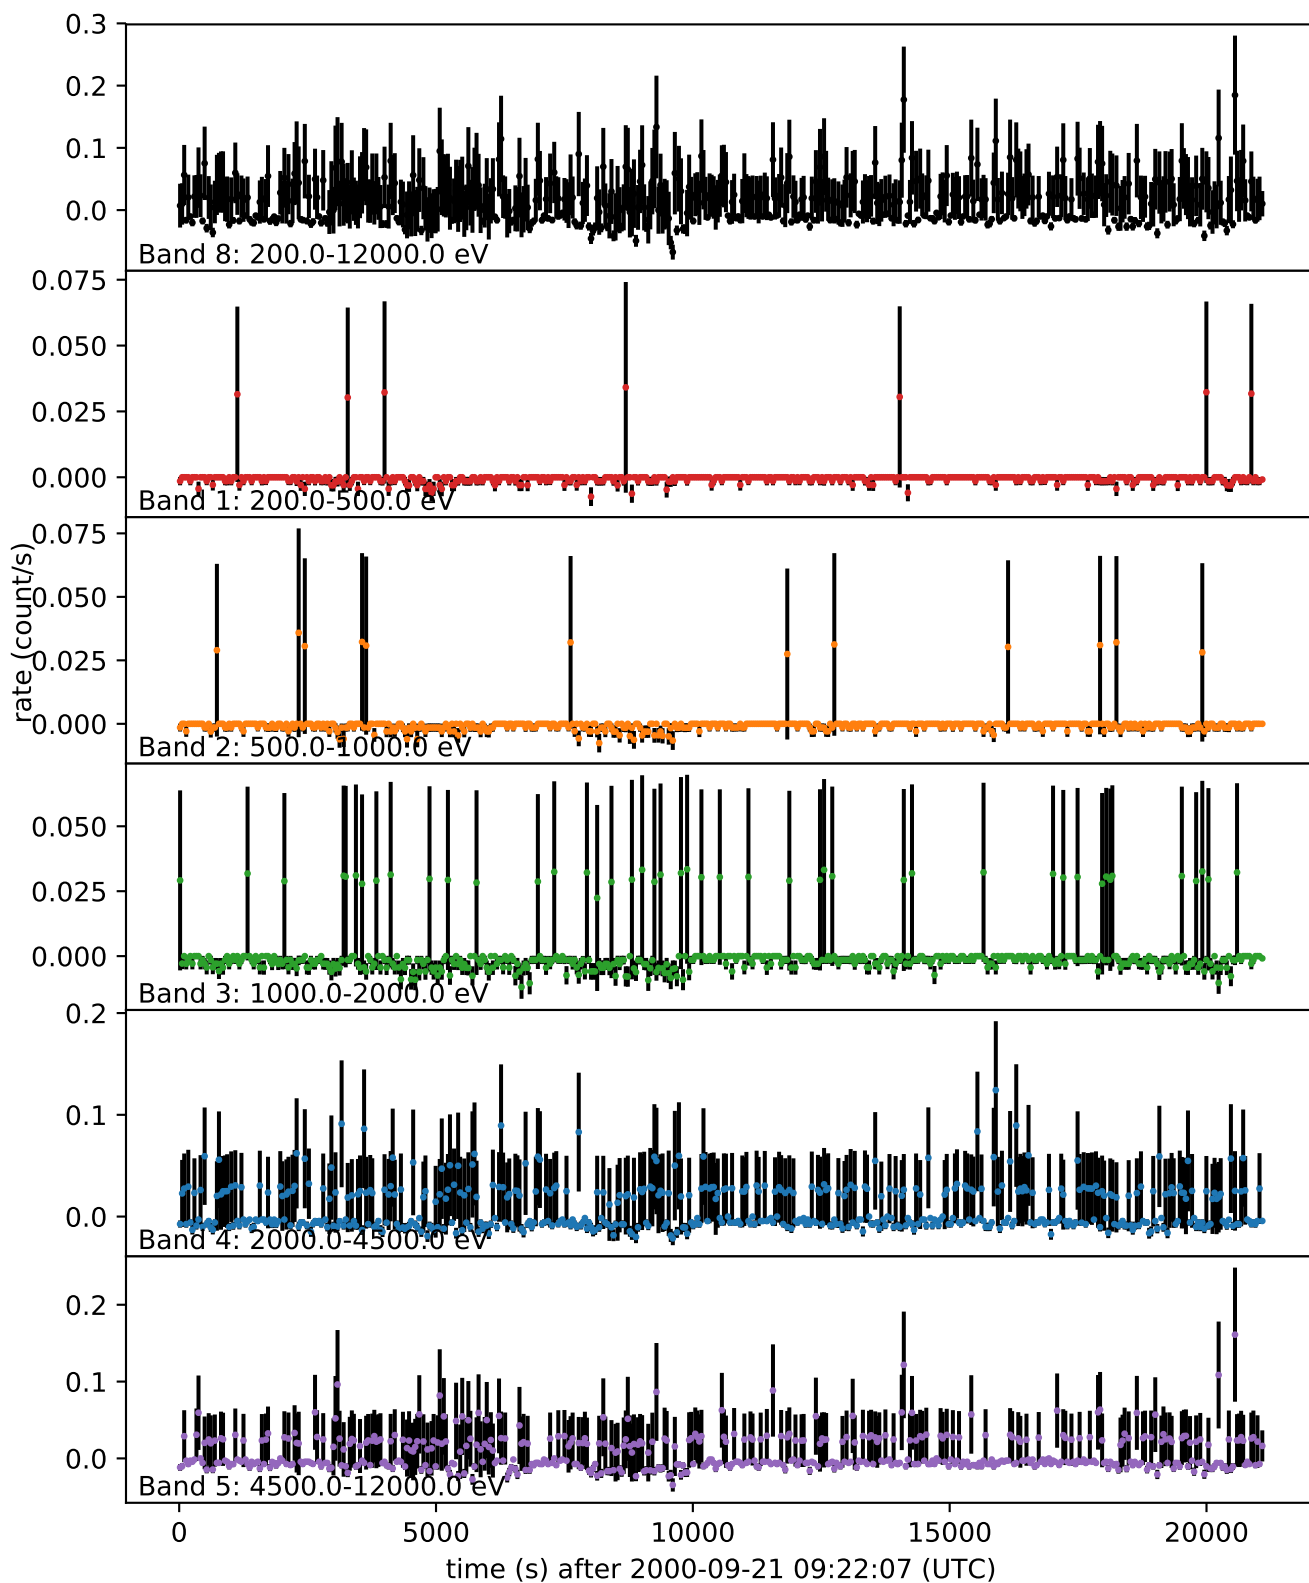 0.3
0.2
0.1
0.0
Band 8: 200.0-12000.0 eV
0.075
0.050
0.025
0.000
Band 1: 200.0-500.0 eV
0.075
0.050
0.025
0.000
Band 2: 500.0-1000.0 eV
rate (count/s)
0.050
0.025
0.000
Band 3: 1000.0-2000.0 eV
0.2
0.1
0.0
Band 4: 2000.0-4500.0 eV
0.2
0.1
0.0
Band 5: 4500.0-12000.0 eV
0 5000 10000 15000 20000
time (s) after 2000-09-21 09:22:07 (UTC)